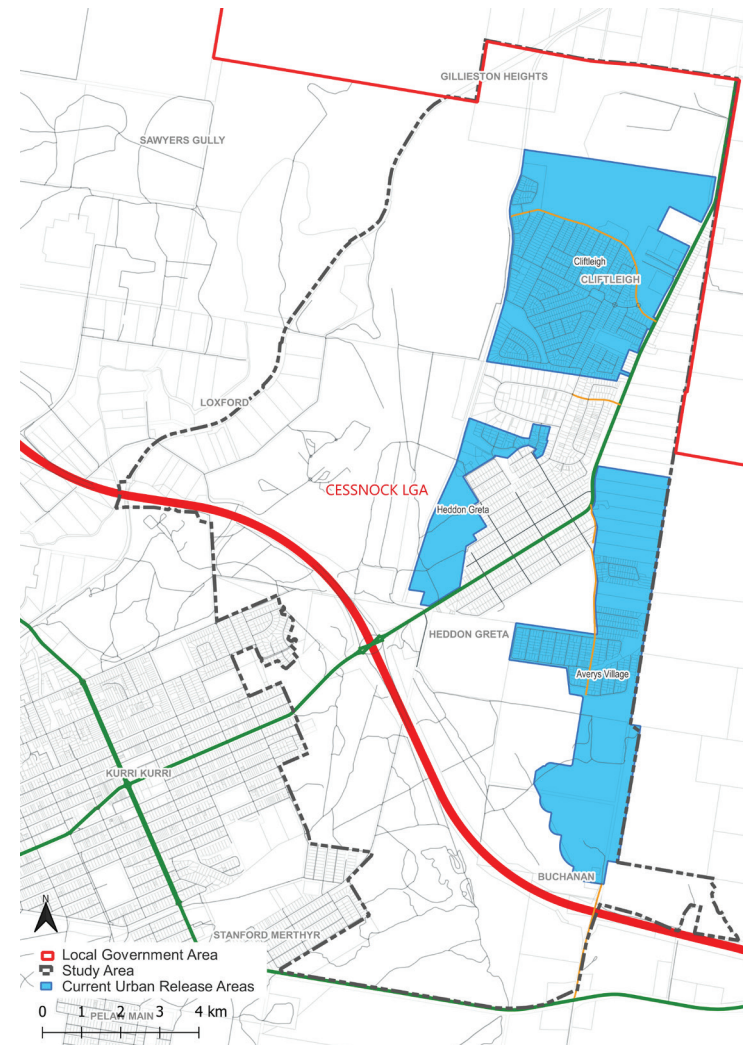 GILLIESTON HEIGHTS
SAWYERS GULLY
Cliftleigh
CLIFTLEIGH
LOXFORD
CESSNOCK LGA
Heddon Greta
HEDDON GRETA
Averys Village
KURRI KURRI
BUCHANAN
N
STANFORD MERTHYR
Local Government Area
Study Area
Current Urban Release Areas
0 1 2 3 4 km
PELAW MAIN